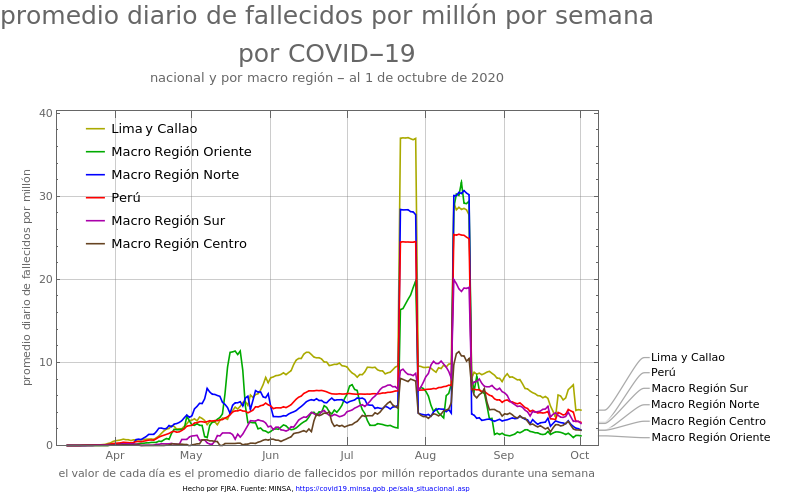 promedio diario de fallecidos por millón por semana
por COVID−19
nacional y por macro región − al 1 de octubre de 2020
promedio diario de fallecidos por millón
40
30
20
10
0
Lima y Callao
Macro Región Oriente
Macro Región Norte
Perú
Macro Región Sur
Macro Región Centro
Apr
May
Jun
Jul
Aug
Sep
Oct
Lima y Callao
Perú
Macro Región Sur
Macro Región Norte
Macro Región Centro
Macro Región Oriente
el valor de cada día es el promedio diario de fallecidos por millón reportados durante una semana
Hecho por FJRA. Fuente: MINSA, https://covid19.minsa.gob.pe/sala_situacional.asp